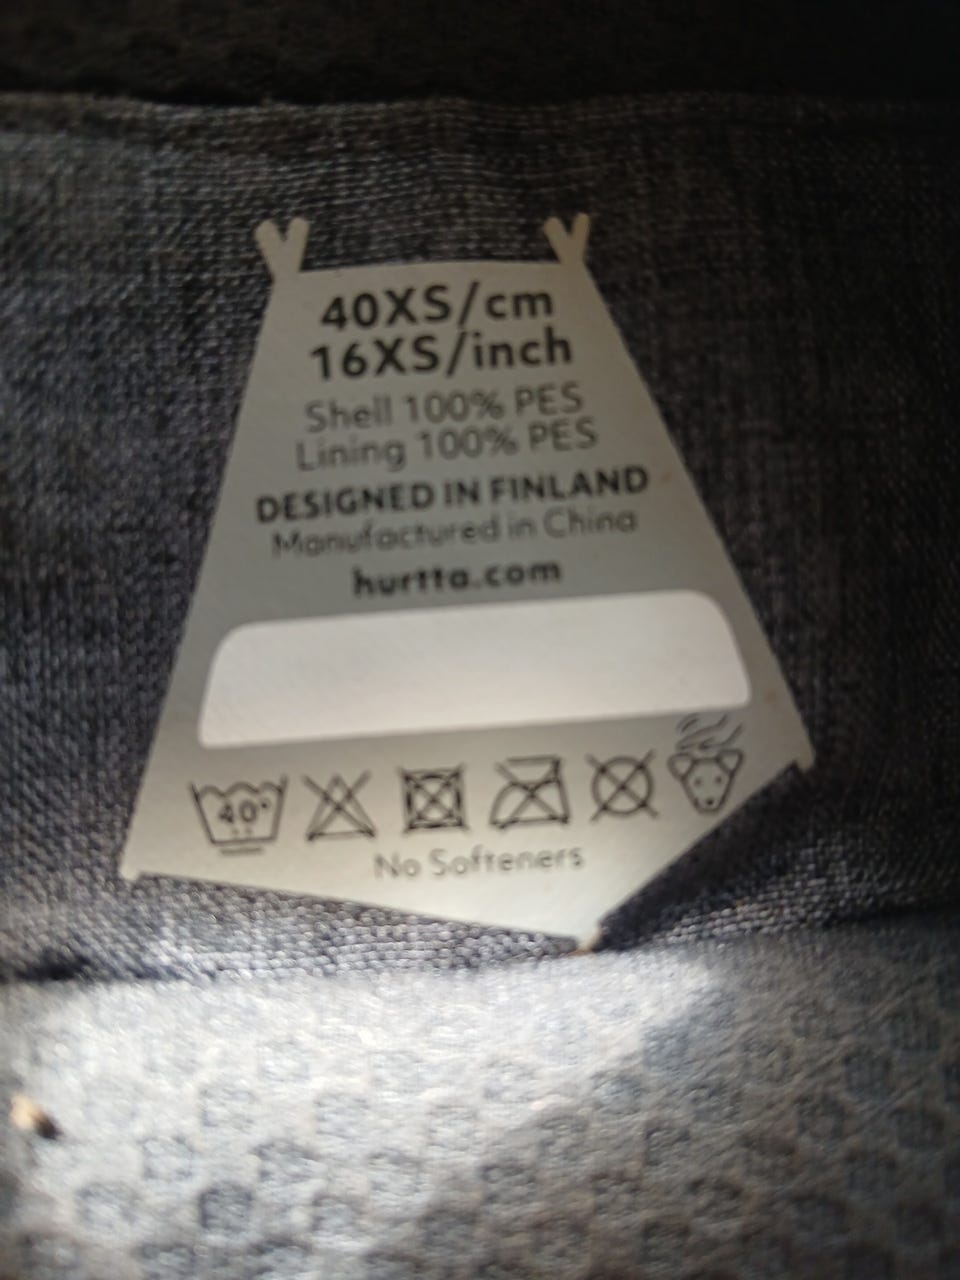 40XS/cm
16XS/inch
Shell 100% PES
Lining 100% PES
DESIGNED IN FINLAND
Manufactured in China
hurtta.com
40°
No Softeners